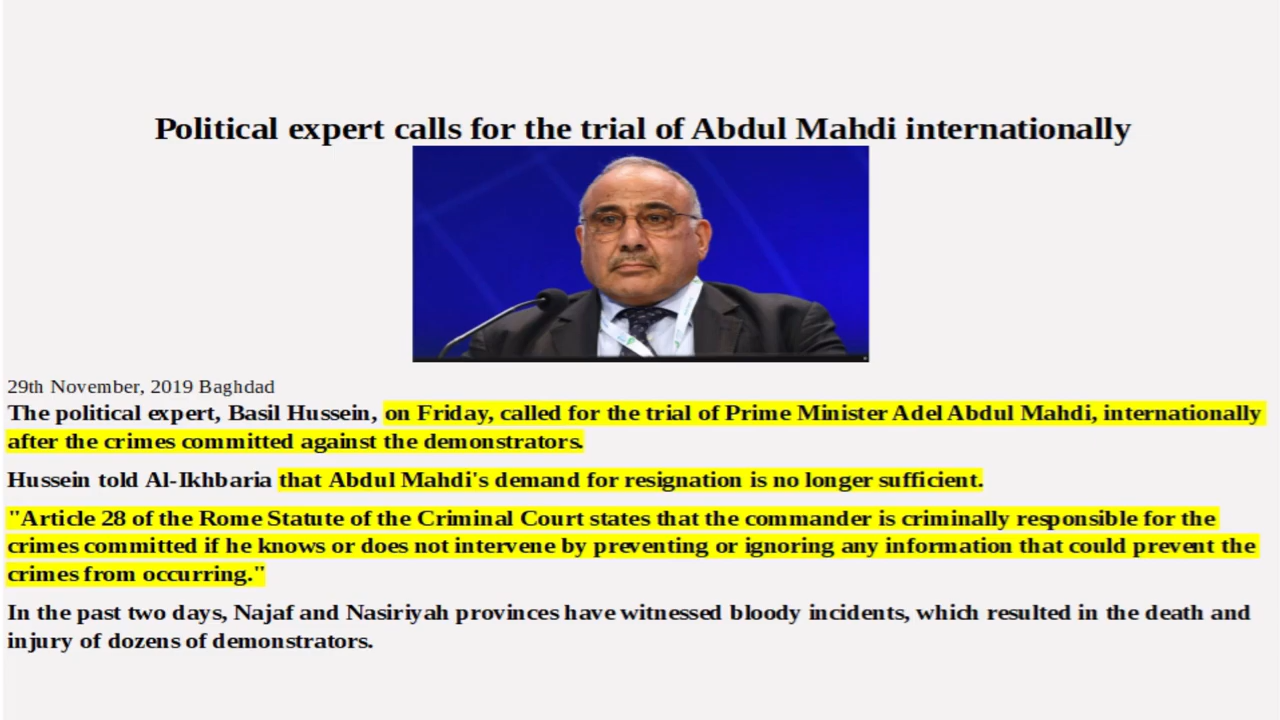 Political expert calls for the trial of Abdul Mahdi internationally
29th November, 2019 Baghdad
The political expert, Basil Hussein, on Friday, called for the trial of Prime Minister Adel Abdul Mahdi, internationally
after the crimes committed against the demonstrators.
Hussein told Al-Ikhbaria that Abdul Mahdi's demand for resignation is no longer sufficient.
"Article 28 of the Rome Statute of the Criminal Court states that the commander is criminally responsible for the
crimes committed if he knows or does not intervene by preventing or ignoring any information that could prevent the
crimes from occurring."
In the past two days, Najaf and Nasiriyah provinces have witnessed bloody incidents, which resulted in the death and
injury of dozens of demonstrators.